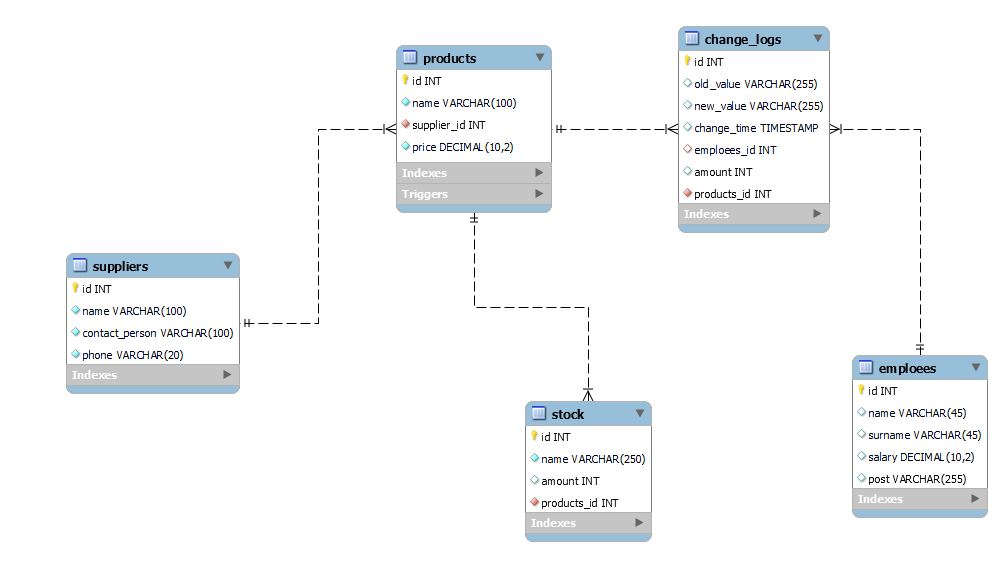 products
id INT
name VARCHAR(100)
supplier_id INT
price DECIMAL(10,2)
Indexes
Triggers
change_logs
id INT
old_value VARCHAR(255)
new_value VARCHAR(255)
change_time TIMESTAMP
emploees_id INT
amount INT
products_id INT
Indexes
suppliers
id INT
name VARCHAR(100)
contact_person VARCHAR(100)
phone VARCHAR(20)
Indexes
stock
id INT
name VARCHAR(250)
amount INT
products_id INT
Indexes
emploees
id INT
name VARCHAR(45)
surname VARCHAR(45)
salary DECIMAL(10,2)
post VARCHAR(255)
Indexes